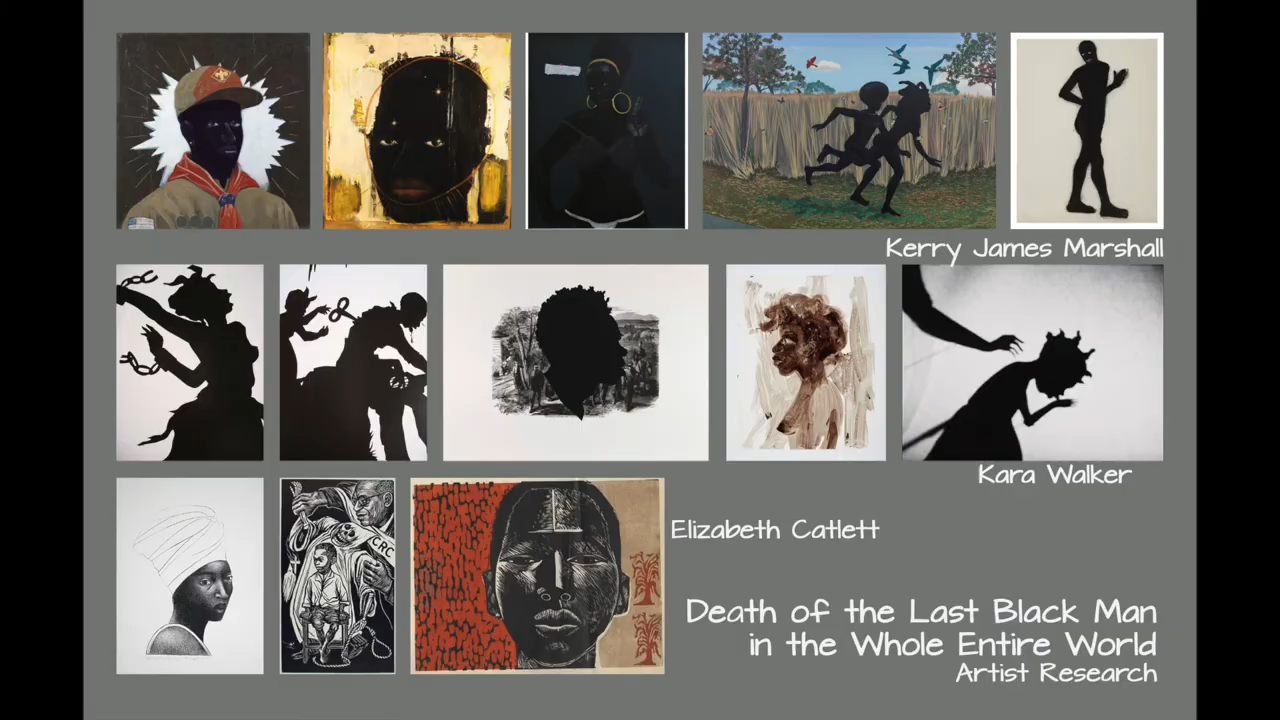 Kerry James Marshall
Kara Walker
CRC
Elizabeth Catlett
Death of the Last Black Man
in the Whole Entire World
Artist Research